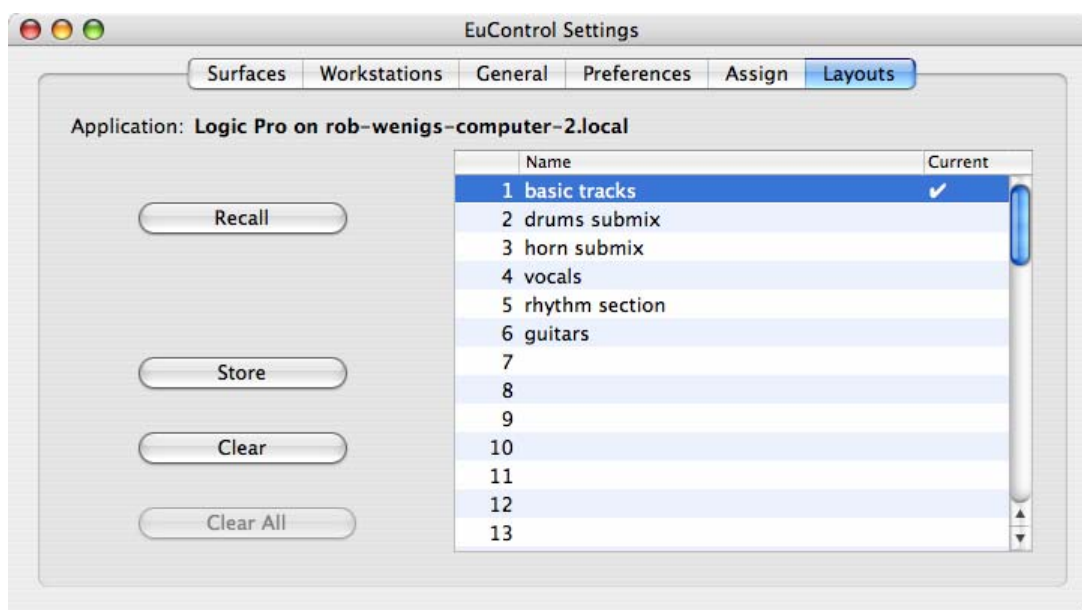 EuControl Settings
Surfaces Workstations General Preferences Assign Layouts
Application: Logic Pro on rob-wenigs-computer-2.local
Name Current
1 basic tracks ✔
Recall
2 drums submix
3 horn submix
4 vocals
5 rhythm section
6 guitars
7
Store
8
9
Clear
10
11
12
Clear All
13